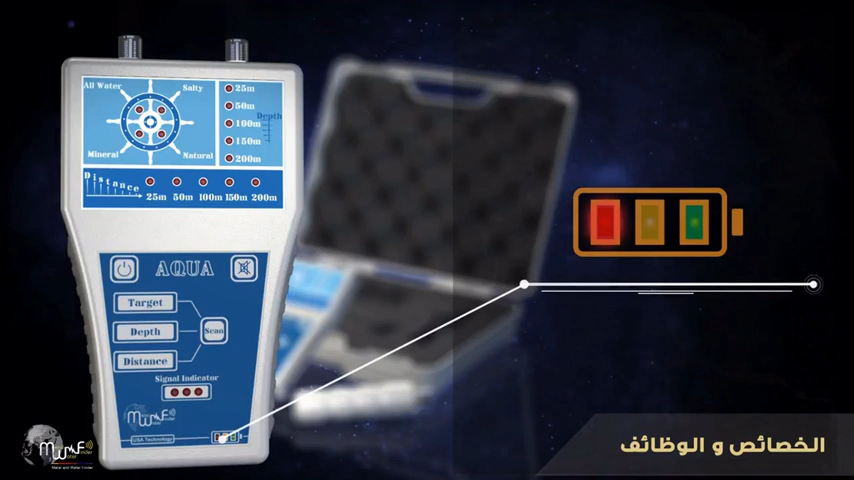 All Water
Salty
Mineral
Natural
25m
50m
100m
150m
200m
Depth
Distance
25m 50m 100m 150m 200m
AQUA
Target
Depth
Distance
Scan
Signal Indicator
USA Technology
الخصائص و الوظائف